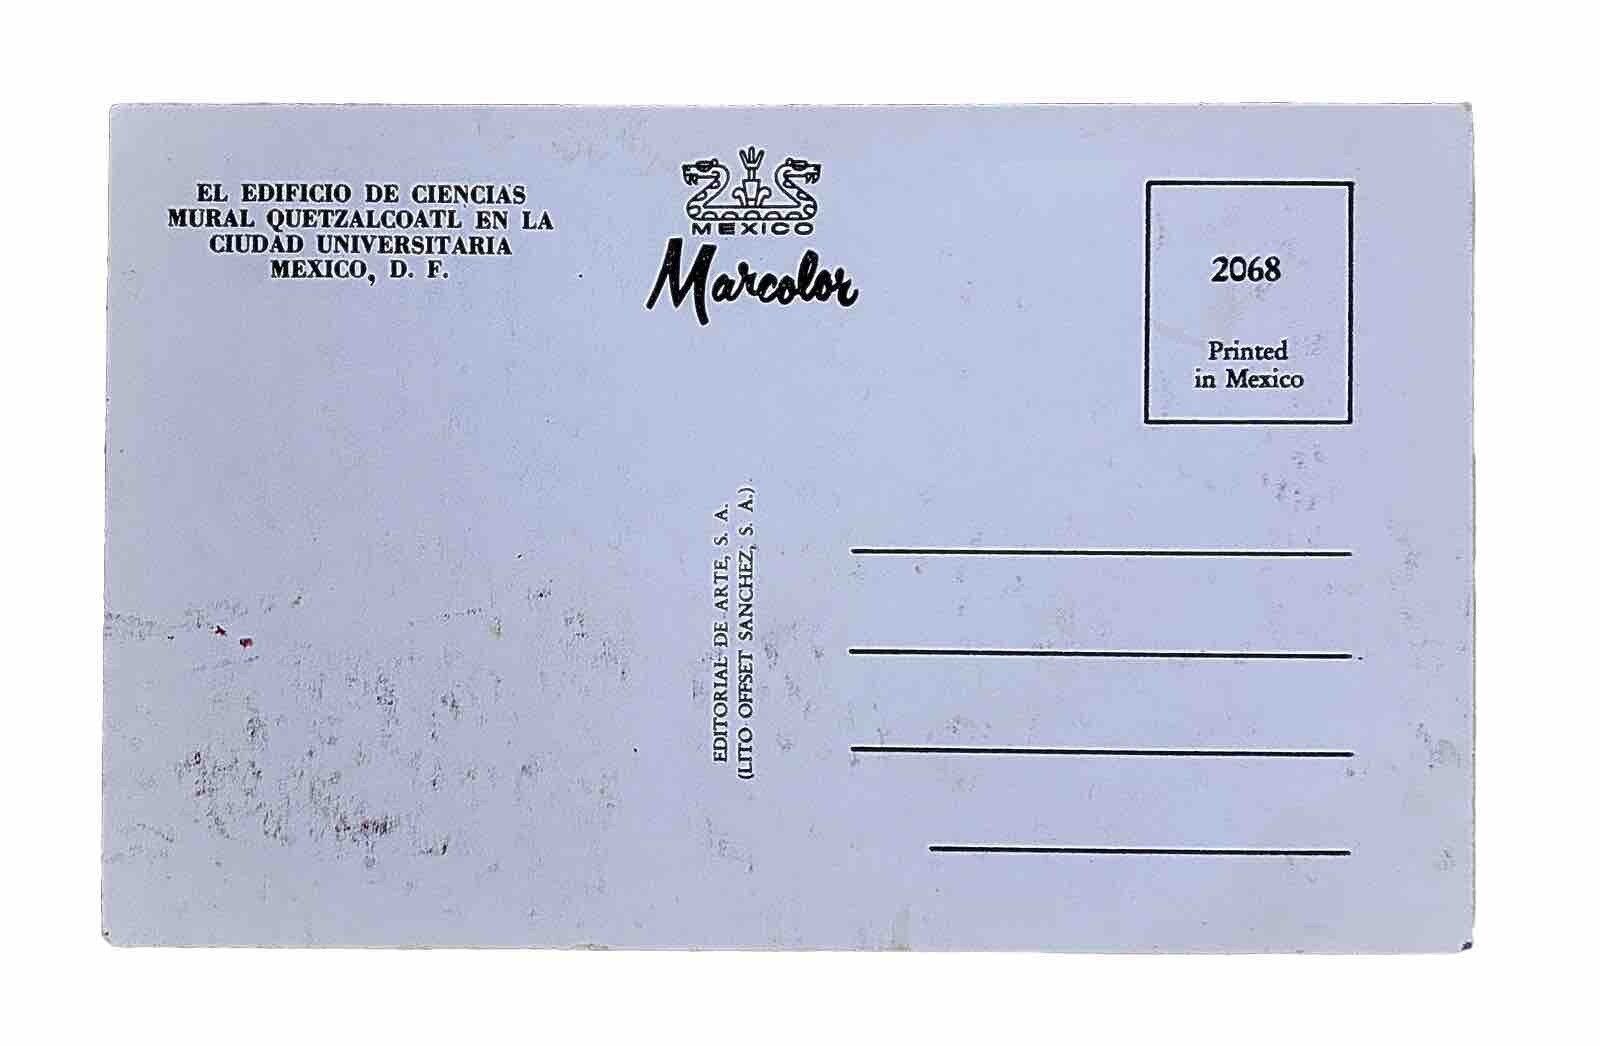 EL EDIFICIO DE CIENCIAS
MURAL QUETZALCOATL EN LA
CIUDAD UNIVERSITARIA
MEXICO, D. F.
MEXICO
Marcolor
2068
Printed
in Mexico
EDITORIAL DE ARTE, S. A.
(LITO OFFSET SANCHEZ, S. A.)